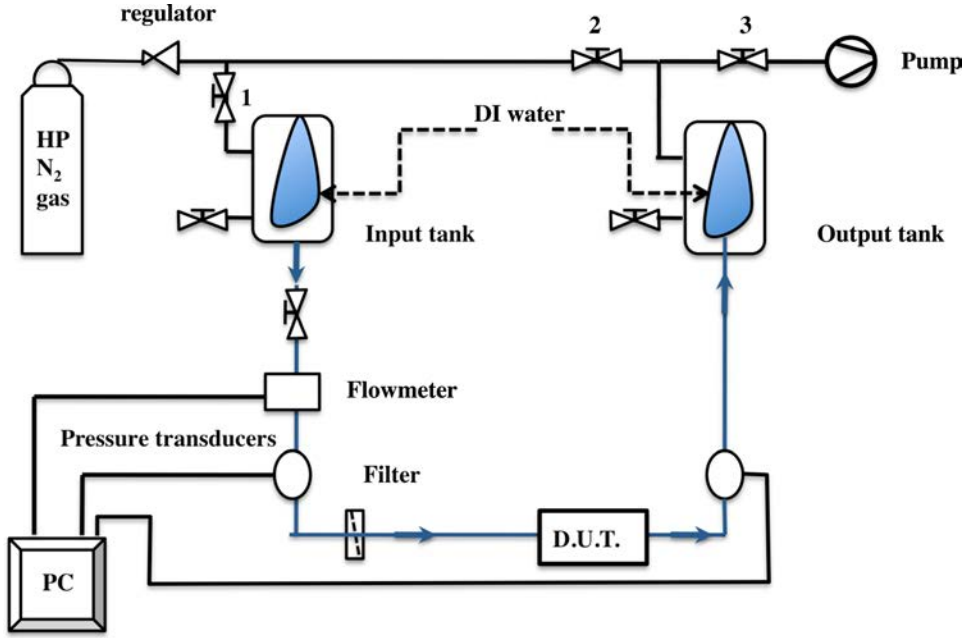 regulator
2
3
Pump
1
HP
N₂
gas
DI water
Input tank
Output tank
Flowmeter
Pressure transducers
Filter
D.U.T.
PC